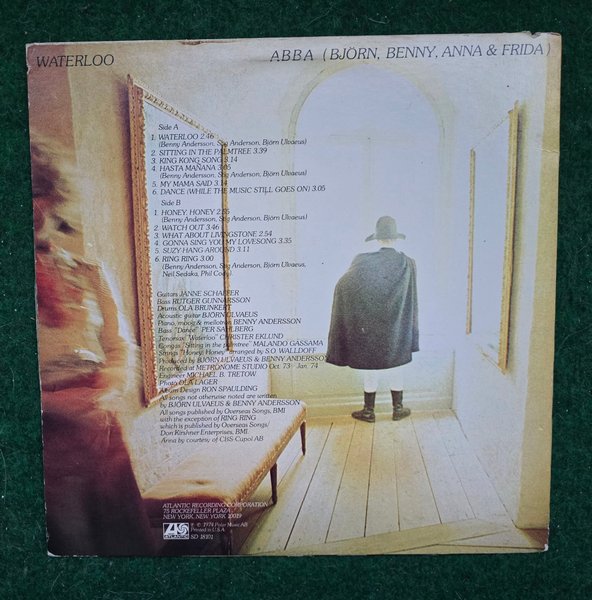 WATERLOO
ABBA (BJÖRN, BENNY, ANNA & FRIDA)
Side A
1. WATERLOO 2.46
(Benny Andersson, Stig Anderson, Björn Ulvaeus)
2. SITTING IN THE PALMTREE 3.39
3. KING KONG SONG 3.14
4. HASTA MAÑANA 3.05
(Benny Andersson, Stig Anderson, Björn Ulvaeus)
5. MY MAMA SAID 3.14
6. DANCE (WHILE THE MUSIC STILL GOES ON) 3.05
Side B
1. HONEY, HONEY 2.55
(Benny Andersson, Stig Anderson, Björn Ulvaeus)
2. WATCH OUT 3.46
3. WHAT ABOUT LIVINGSTONE 2.54
4. GONNA SING YOU MY LOVESONG 3.35
5. SUZY-HANG-AROUND 3.11
6. RING RING 3.00
(Benny Andersson, Stig Anderson, Björn Ulvaeus,
Neil Sedaka, Phil Cody)
Guitars JANNE SCHAFFER
Bass RUTGER GUNNARSSON
Drums OLA BRUNKERT
Acoustic guitar BJÖRN ULVAEUS
Piano, moog & mellotron BENNY ANDERSSON
Bass "Dance" PER SAHLBERG
Tenorsax "Waterloo" CHRISTER EKLUND
Congas "Sitting in the palmtree" MALANDO GASSAMA
Strings "Honey, Honey" arranged by S.O. WALLDOFF
Produced by BJÖRN ULVAEUS & BENNY ANDERSSON
Recorded at METRONOME STUDIO Oct. 73 - Jan. 74
Engineer MICHAEL B. TRETOW
Photo OLA LAGER
Album Design RON SPAULDING
All songs not otherwise noted are written
by BJÖRN ULVAEUS & BENNY ANDERSSON
All songs published by Overseas Songs, BMI
with the exception of RING RING
which is published by Overseas Songs/
Don Kirshner Enterprises, BMI.
Anna by courtesy of CBS Cupol AB
ATLANTIC RECORDING CORPORATION
75 ROCKEFELLER PLAZA
NEW YORK, NEW YORK 10019
ATLANTIC
℗ © 1974 Polar Music AB
Printed in U.S.A.
SD 18101